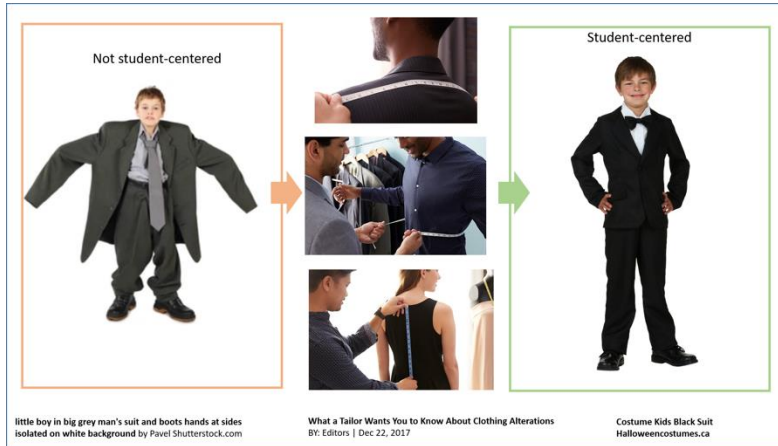 Not student-centered
Student-centered
little boy in big grey man's suit and boots hands at sides
isolated on white background by Pavel Shutterstock.com
What a Tailor Wants You to Know About Clothing Alterations
BY: Editors | Dec 22, 2017
Costume Kids Black Suit
Halloweencostumes.ca